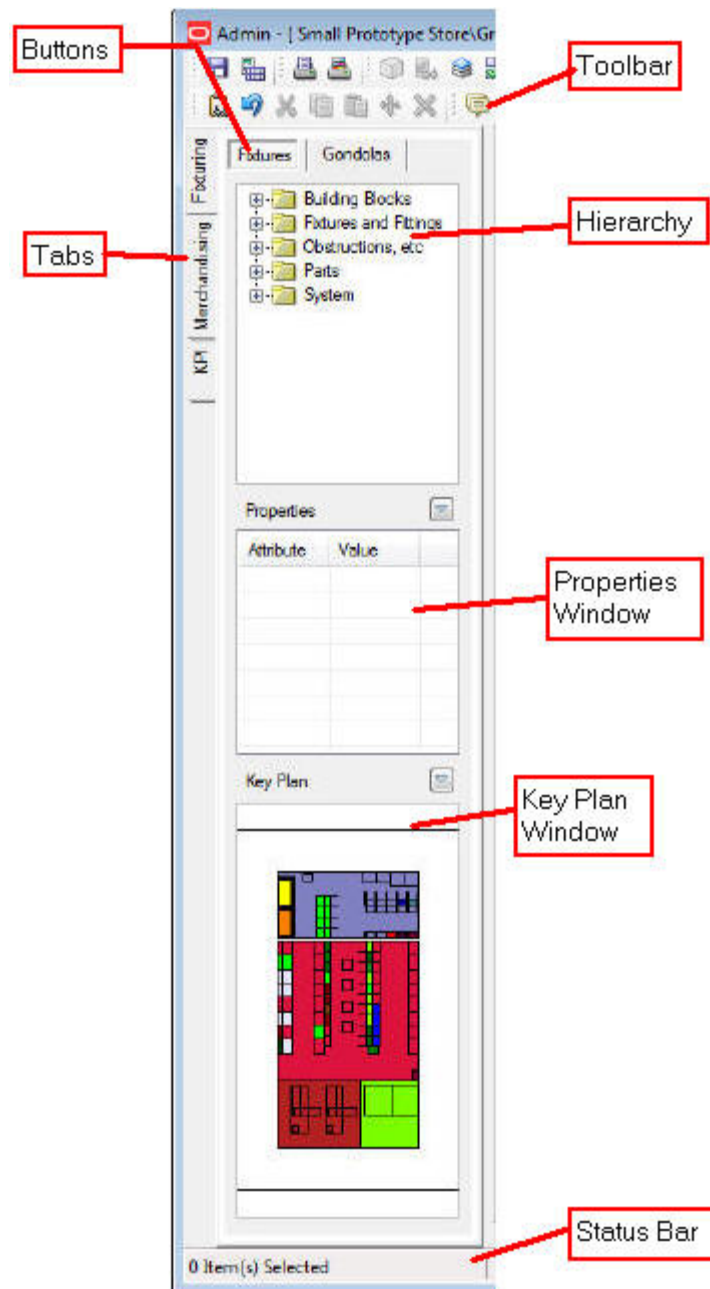 Admin - [ Small Prototype Store\Gr
Buttons
Toolbar
Fixtures
Gondolas
Fixturing
Merchandising
KPI
Tabs
Building Blocks
Fixtures and Fittings
Obstructions, etc
Parts
System
Hierarchy
Properties
Attribute Value
Properties
Window
Key Plan
Key Plan
Window
Status Bar
0 Item(s) Selected